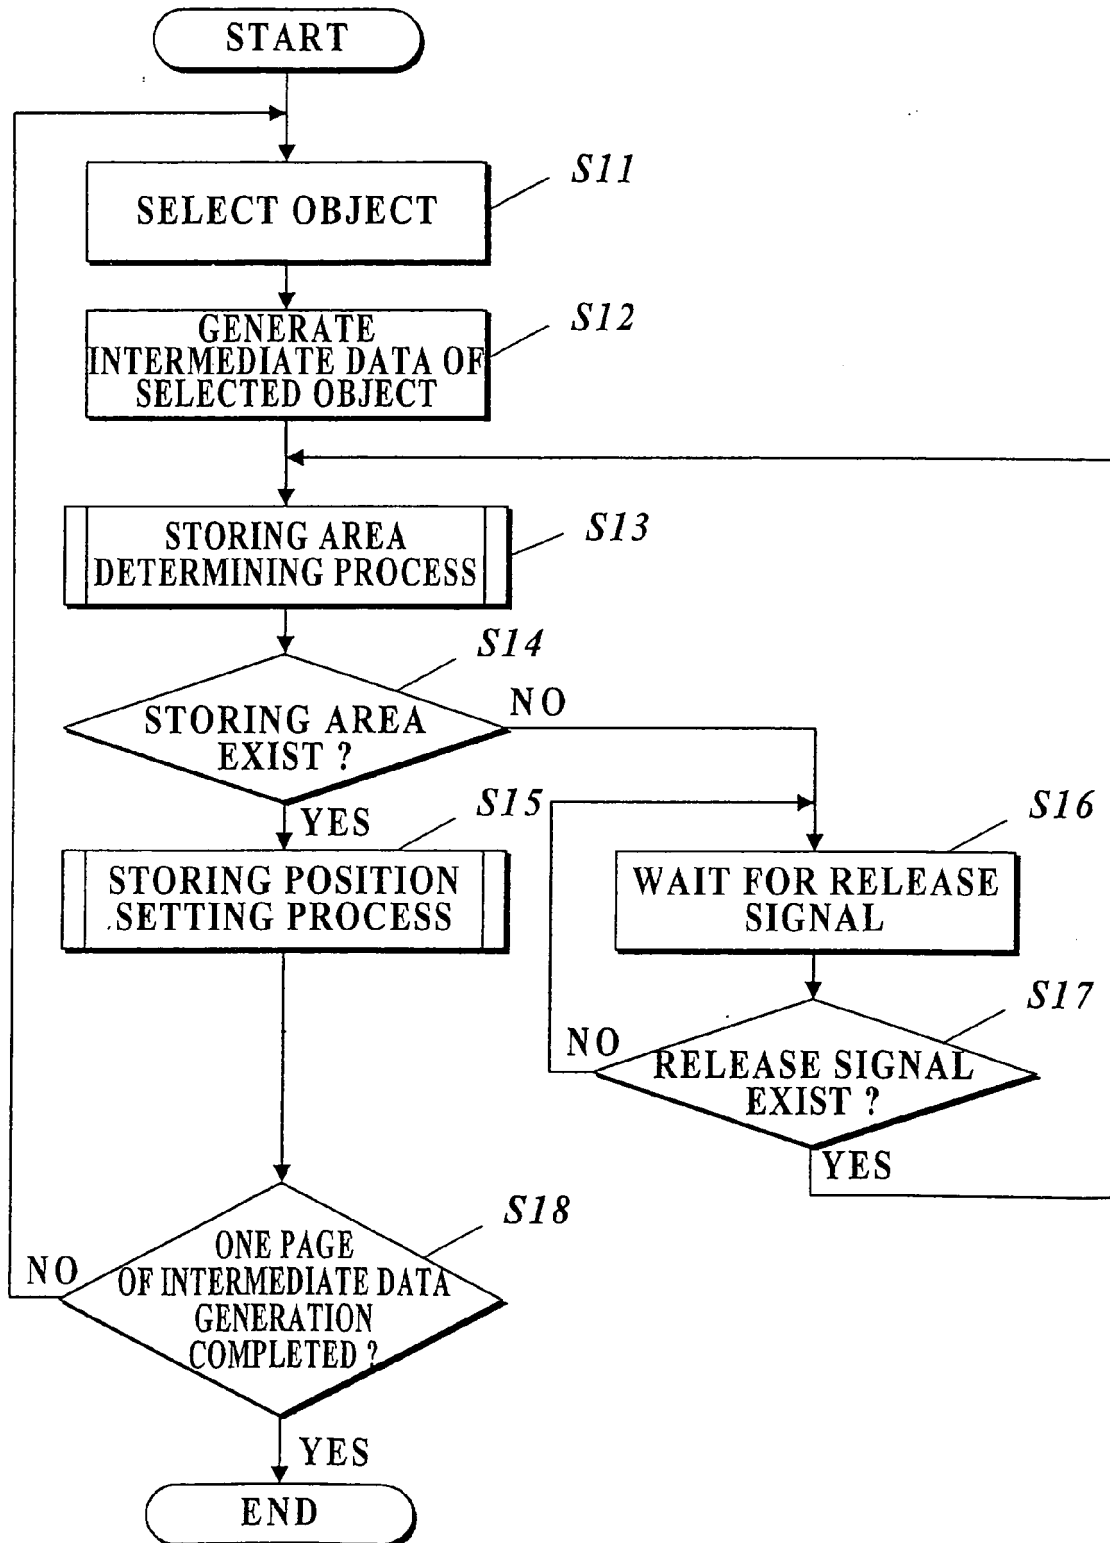 START
S11
SELECT OBJECT
S12
GENERATE
INTERMEDIATE DATA OF
SELECTED OBJECT
S13
STORING AREA
DETERMINING PROCESS
S14
NO
STORING AREA
EXIST ?
YES
S15
STORING POSITION
SETTING PROCESS
S16
WAIT FOR RELEASE
SIGNAL
S17
NO
RELEASE SIGNAL
EXIST ?
YES
S18
NO
ONE PAGE
OF INTERMEDIATE DATA
GENERATION
COMPLETED ?
YES
END